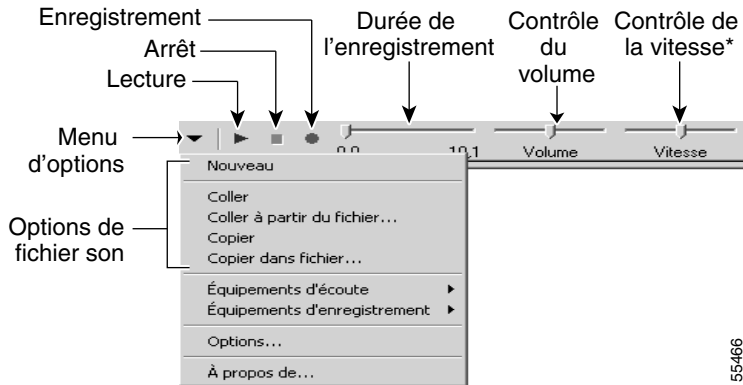 Enregistrement
Arrêt
Lecture
Durée de
l'enregistrement
Contrôle
du
volume
Contrôle de
la vitesse*
Menu
d'options
0.0 10.1 Volume Vitesse
Options de
fichier son
Nouveau
Coller
Coller à partir du fichier...
Copier
Copier dans fichier...
Équipements d'écoute
Équipements d'enregistrement
Options...
À propos de...
55466